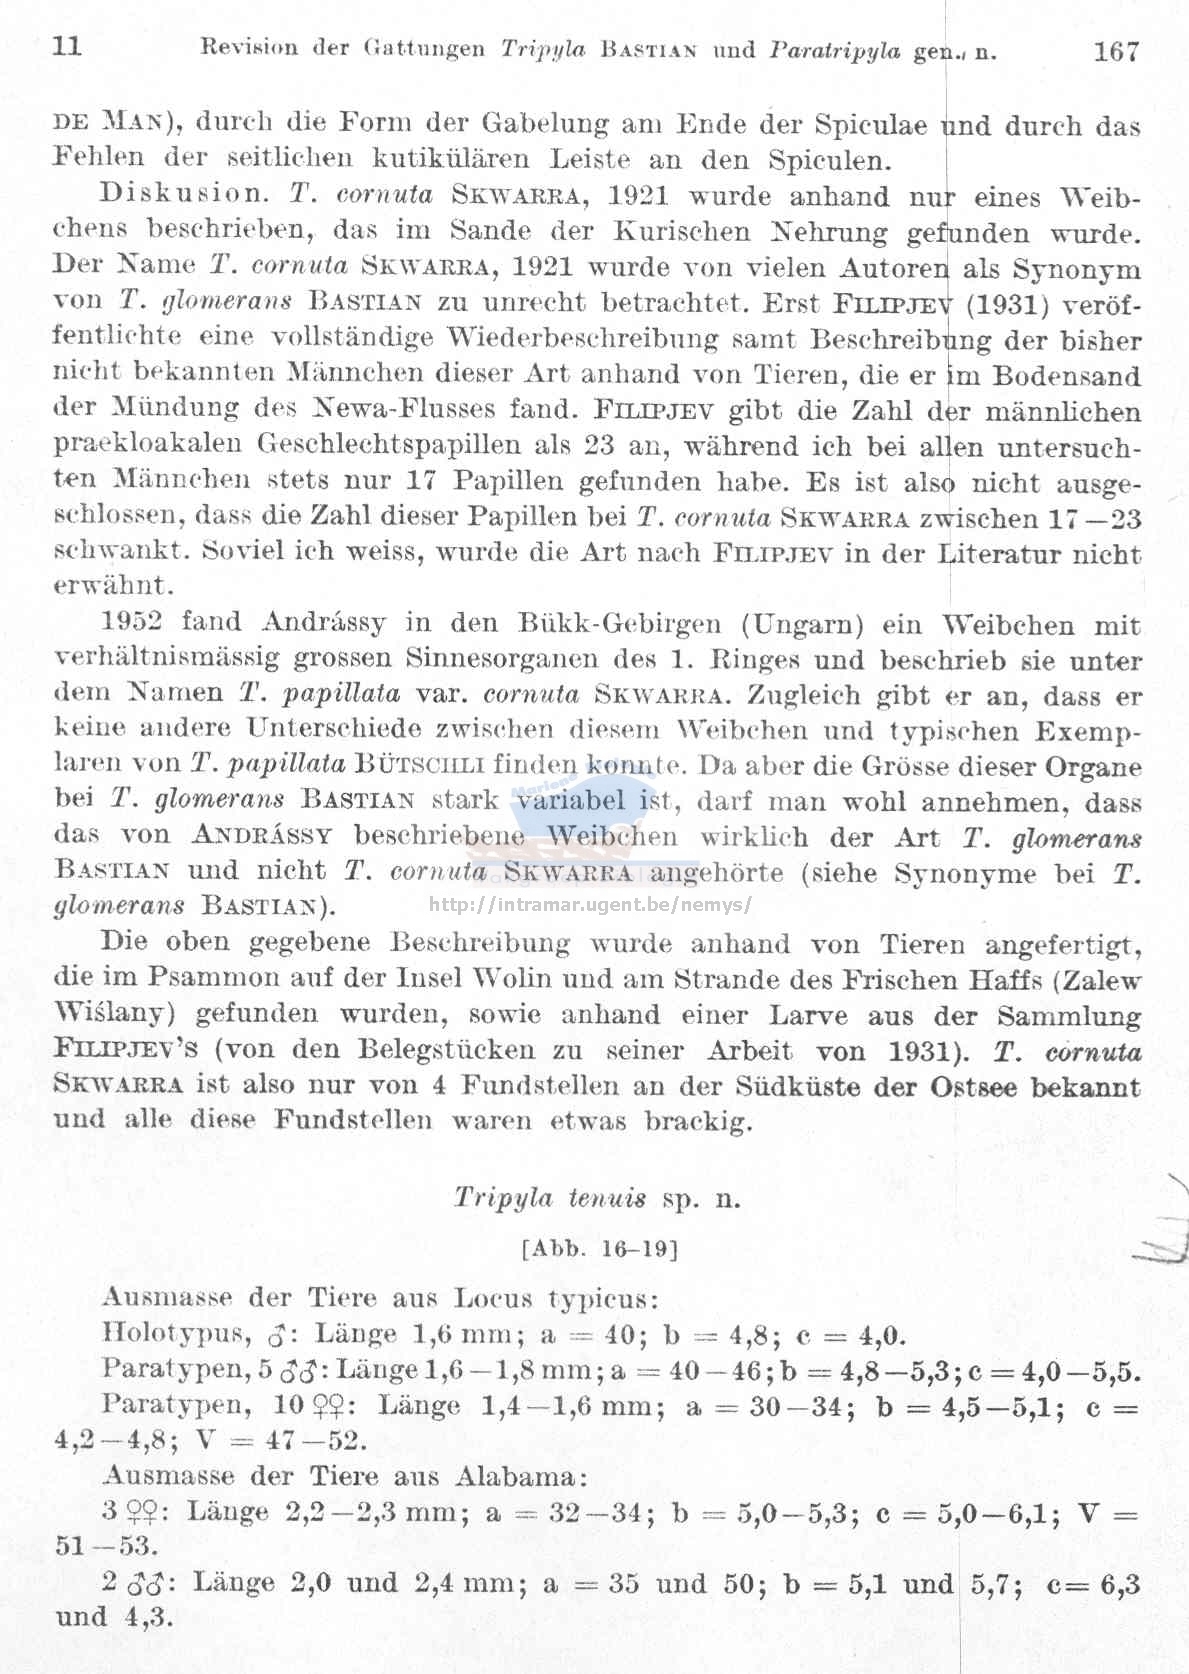 11 Revision der Gattungen Tripyla BASTIAN und Paratripyla gen. n. 167
DE MAN), durch die Form der Gabelung am Ende der Spiculae und durch das
Fehlen der seitlichen kutikülären Leiste an den Spiculen.
Diskusion. T. cornuta SKWARRA, 1921 wurde anhand nur eines Weib-
chens beschrieben, das im Sande der Kurischen Nehrung gefunden wurde.
Der Name T. cornuta SKWARRA, 1921 wurde von vielen Autoren als Synonym
von T. glomerans BASTIAN zu unrecht betrachtet. Erst FILIPJEV (1931) veröf-
fentlichte eine vollständige Wiederbeschreibung samt Beschreibung der bisher
nicht bekannten Männchen dieser Art anhand von Tieren, die er im Bodensand
der Mündung des Newa-Flusses fand. FILIPJEV gibt die Zahl der männlichen
praekloakalen Geschlechtspapillen als 23 an, während ich bei allen untersuch-
ten Männchen stets nur 17 Papillen gefunden habe. Es ist also nicht ausge-
schlossen, dass die Zahl dieser Papillen bei T. cornuta SKWARRA zwischen 17—23
schwankt. Soviel ich weiss, wurde die Art nach FILIPJEV in der Literatur nicht
erwähnt.
1952 fand Andrássy in den Bükk-Gebirgen (Ungarn) ein Weibchen mit
verhältnismässig grossen Sinnesorganen des 1. Ringes und beschrieb sie unter
dem Namen T. papillata var. cornuta SKWARRA. Zugleich gibt er an, dass er
keine andere Unterschiede zwischen diesem Weibchen und typischen Exemp-
laren von T. papillata BÜTSCHLI finden konnte. Da aber die Grösse dieser Organe
bei T. glomerans BASTIAN stark variabel ist, darf man wohl annehmen, dass
das von ANDRÁSSY beschriebene Weibchen wirklich der Art T. glomerans
BASTIAN und nicht T. cornuta SKWARRA angehörte (siehe Synonyme bei T.
glomerans BASTIAN).
http://intramar.ugent.be/nemys/
Die oben gegebene Beschreibung wurde anhand von Tieren angefertigt,
die im Psammon auf der Insel Wolin und am Strande des Frischen Haffs (Zalew
Wiślany) gefunden wurden, sowie anhand einer Larve aus der Sammlung
FILIPJEV'S (von den Belegstücken zu seiner Arbeit von 1931). T. cornuta
SKWARRA ist also nur von 4 Fundstellen an der Südküste der Ostsee bekannt
und alle diese Fundstellen waren etwas brackig.
Tripyla tenuis sp. n.
[Abb. 16–19]
Ausmasse der Tiere aus Locus typicus:
Holotypus, ♂: Länge 1,6 mm; a = 40; b = 4,8; c = 4,0.
Paratypen, 5 ♂♂: Länge 1,6—1,8 mm; a = 40—46; b = 4,8—5,3; c = 4,0—5,5.
Paratypen, 10 ♀♀: Länge 1,4—1,6 mm; a = 30—34; b = 4,5—5,1; c =
4,2—4,8; V = 47—52.
Ausmasse der Tiere aus Alabama:
3 ♀♀: Länge 2,2—2,3 mm; a = 32—34; b = 5,0—5,3; c = 5,0—6,1; V =
51—53.
2 ♂♂: Länge 2,0 und 2,4 mm; a = 35 und 50; b = 5,1 und 5,7; c= 6,3
und 4,3.